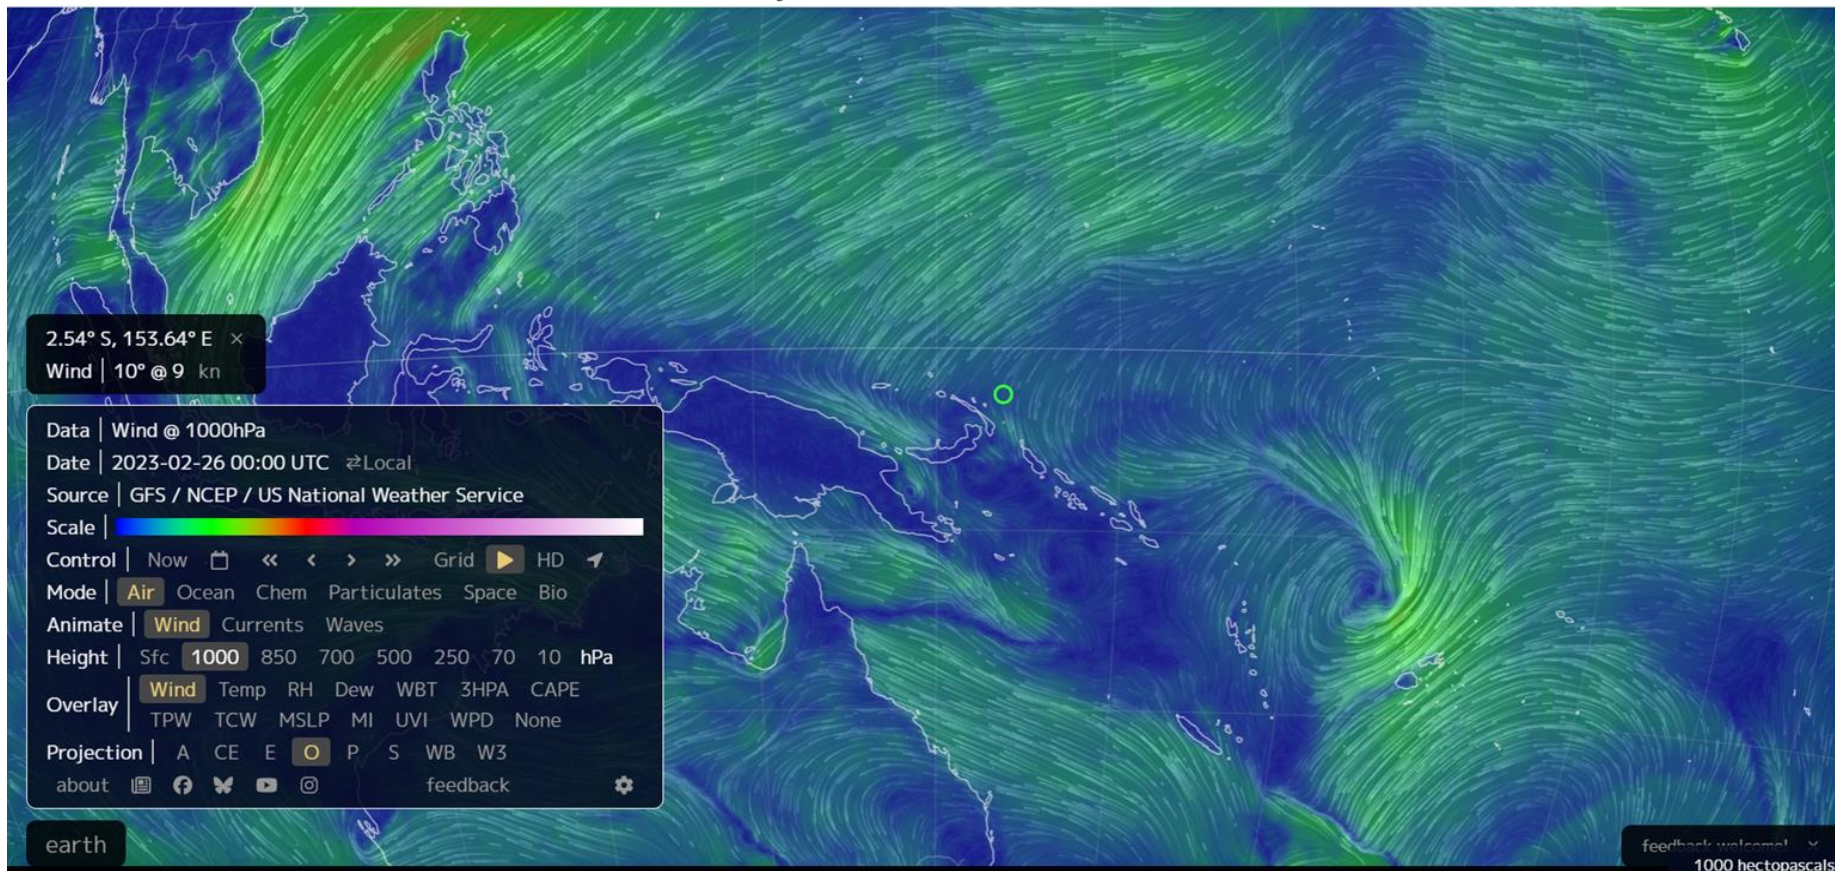 2.54° S, 153.64° E ×
Wind | 10° @ 9 kn
Data | Wind @ 1000hPa
Date | 2023-02-26 00:00 UTC ⇄Local
Source | GFS / NCEP / US National Weather Service
Scale |
Control | Now « ‹ › » Grid HD
Mode | Air Ocean Chem Particulates Space Bio
Animate | Wind Currents Waves
Height | Sfc 1000 850 700 500 250 70 10 hPa
Overlay | Wind Temp RH Dew WBT 3HPA CAPE
TPW TCW MSLP MI UVI WPD None
Projection | A CE E O P S WB W3
about feedback
earth
feedback welcome! ×
1000 hectopascals